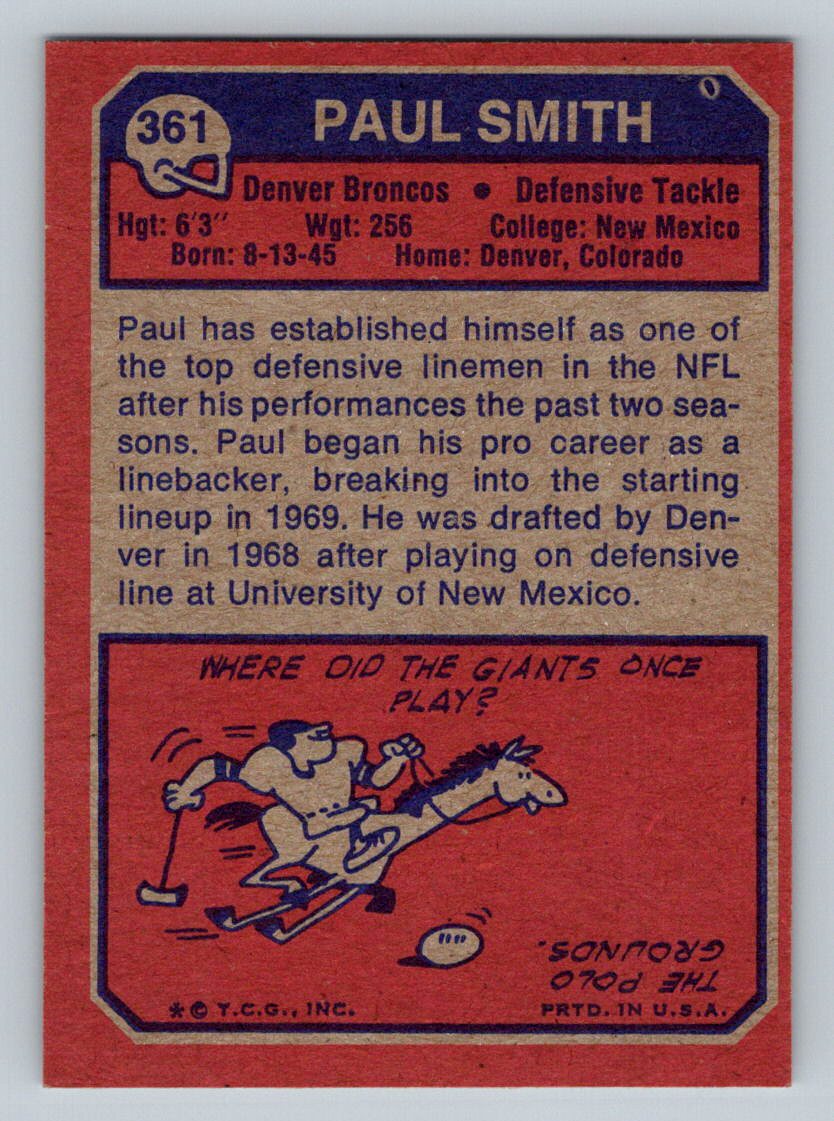 361
PAUL SMITH
Denver Broncos • Defensive Tackle
Hgt: 6'3" Wgt: 256 College: New Mexico
Born: 8-13-45 Home: Denver, Colorado
Paul has established himself as one of
the top defensive linemen in the NFL
after his performances the past two sea-
sons. Paul began his pro career as a
linebacker, breaking into the starting
lineup in 1969. He was drafted by Den-
ver in 1968 after playing on defensive
line at University of New Mexico.
WHERE DID THE GIANTS ONCE
PLAY?
THE POLO
GROUNDS.
*© T.C.G., INC. PRTD. IN U.S.A.